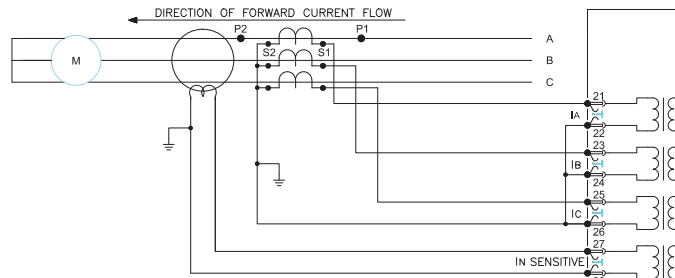 DIRECTION OF FORWARD CURRENT FLOW
P2 P1
A
M S2 S1 B
C
21
IA
22
23
IB
24
25
IC
26
27
IN SENSITIVE